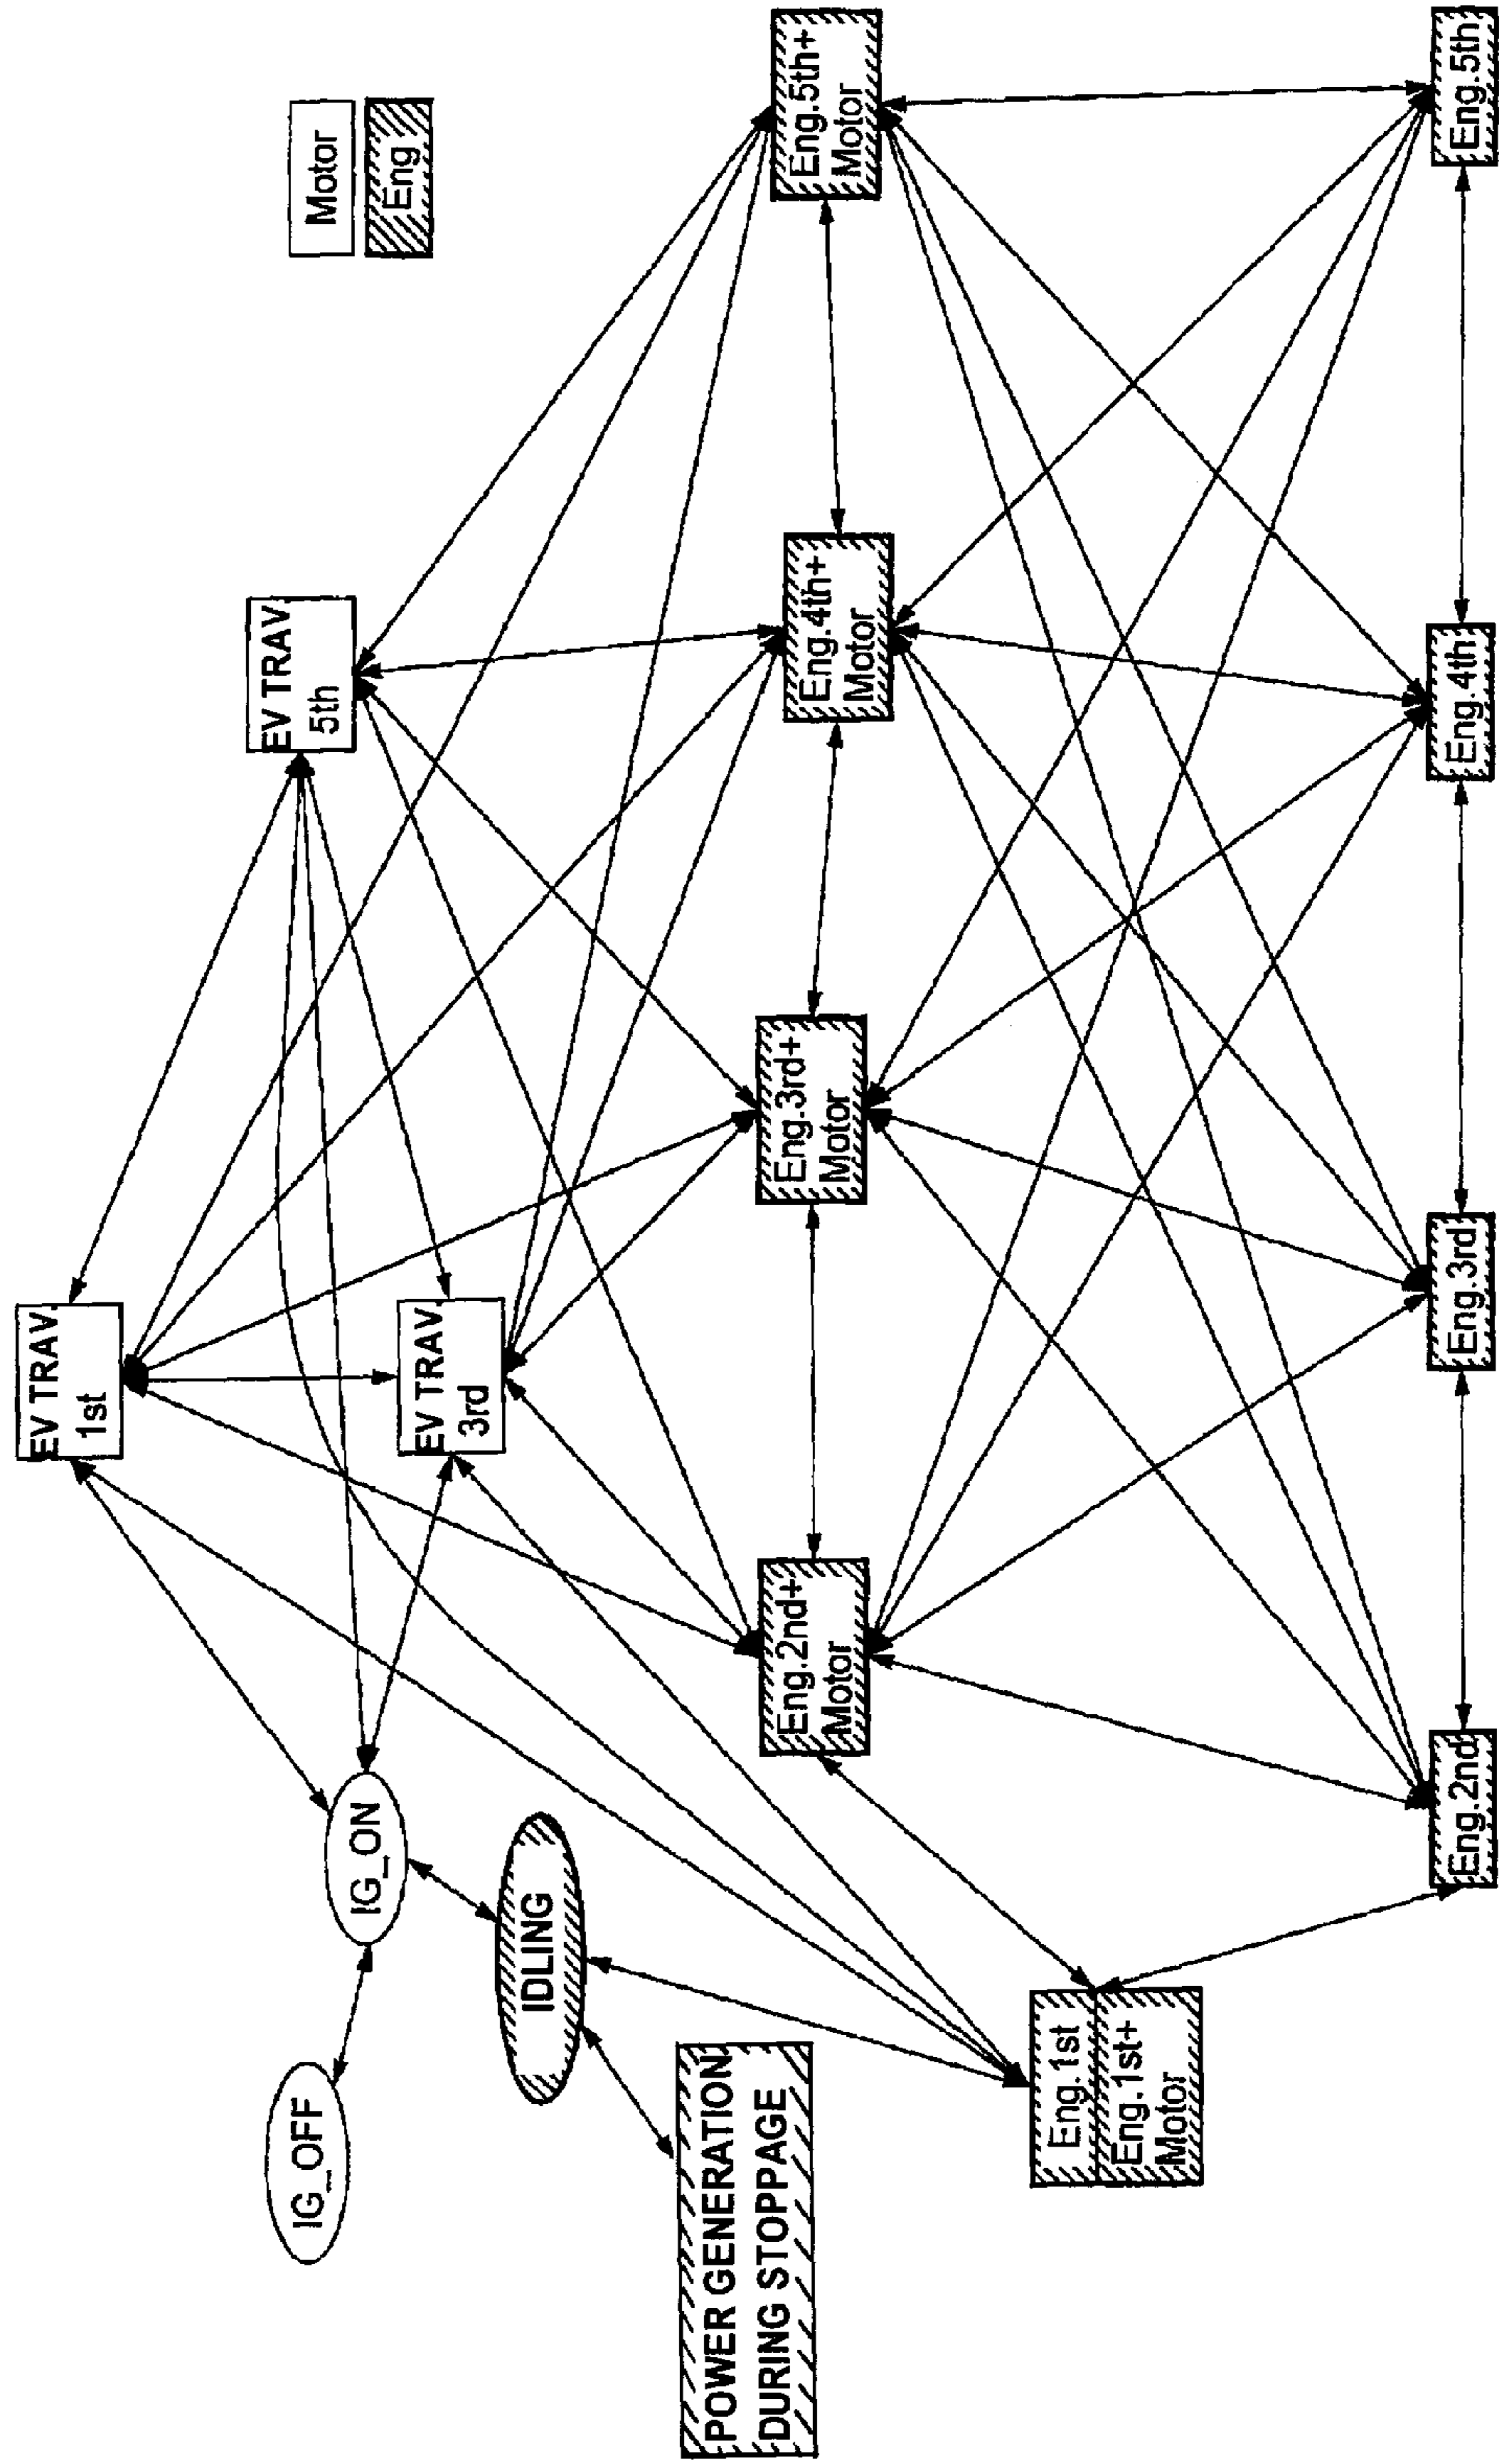 EV TRAV.
1st
Motor
Eng
EV TRAV.
5th
IG_OFF
IG_ON
EV TRAV.
3rd
IDLING
POWER GENERATION
DURING STOPPAGE
Eng.2nd+
Motor
Eng.3rd+
Motor
Eng.4th+
Motor
Eng.5th+
Motor
Eng.1st
Eng.1st+
Motor
Eng.2nd
Eng.3rd
Eng.4th
Eng.5th